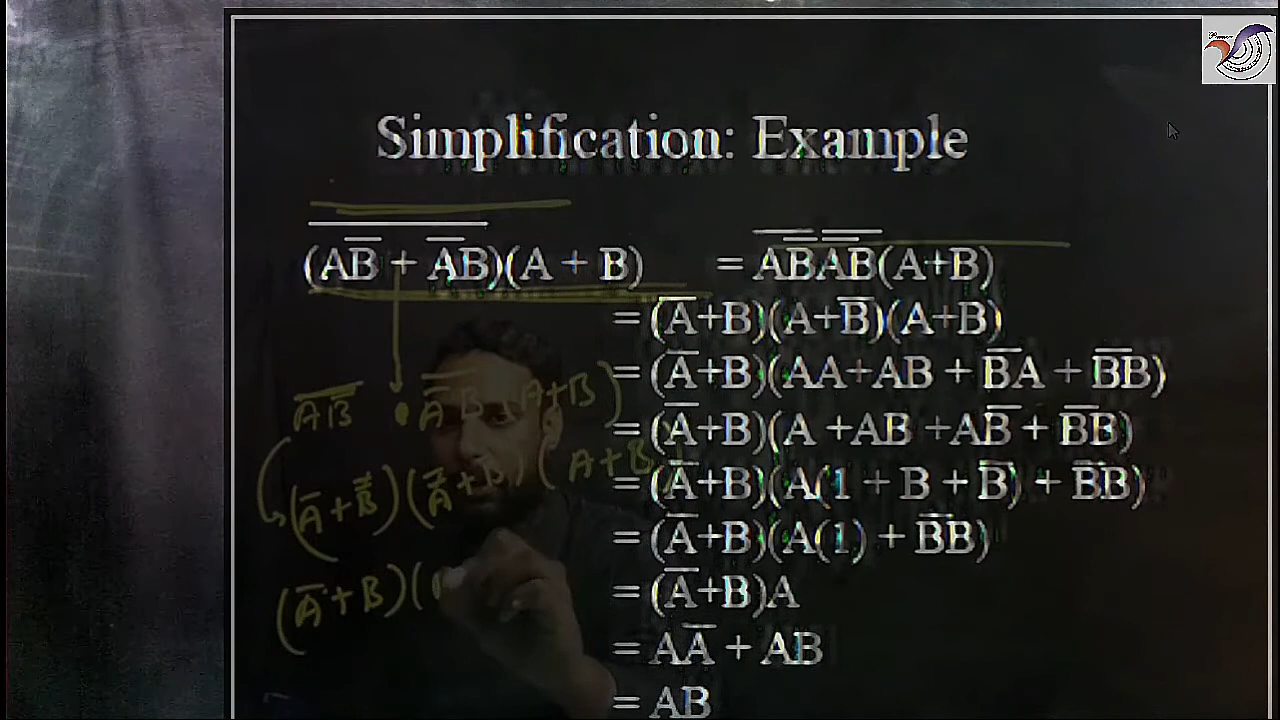 Simplification: Example
(AB̅ + A̅B)(A + B) = A̅B̅A̅B̅(A+B)
= (A̅+B)(A+B̅)(A+B)
= (A̅+B)(AA+AB + B̅A + B̅B)
= (A̅+B)(A +AB +AB̅ + B̅B)
= (A̅+B)(A(1 + B + B̅) + B̅B)
= (A̅+B)(A(1) + B̅B)
= (A̅+B)A
= AA̅ + AB
= AB
A̅B̅ • A̅ B (A+B)
(A̅+B̿)(A̿+B̅)(A+B)
(A̅+B)(